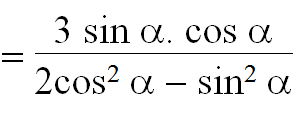 = 3 sin α. cos α
2cos² α – sin² α